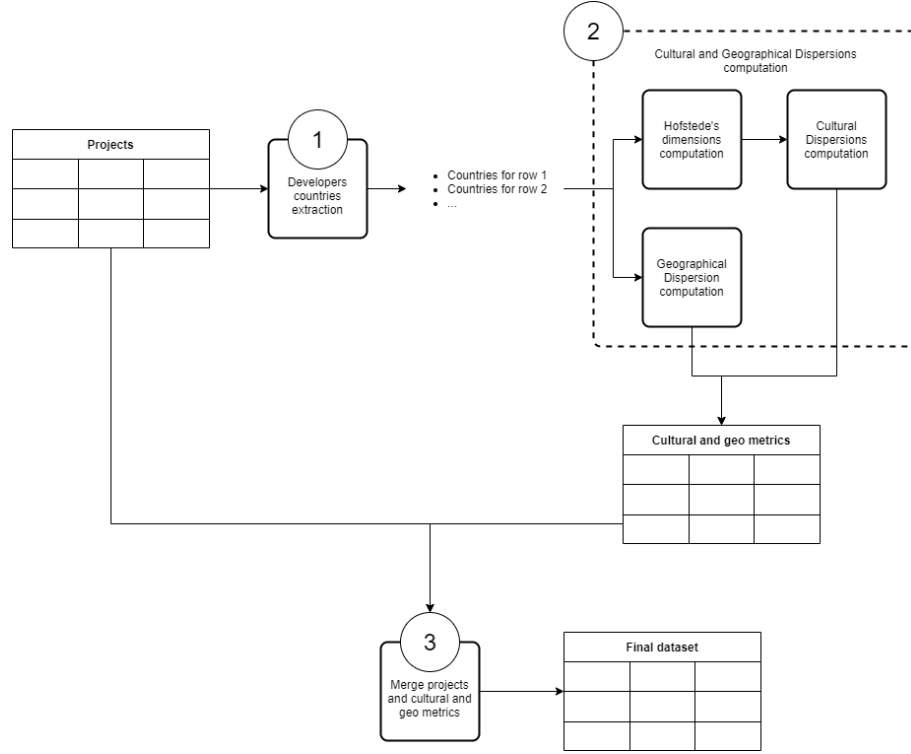 2
Cultural and Geographical Dispersions
computation
Projects
1
Developers
countries
extraction
Countries for row 1
Countries for row 2
...
Hofstede's
dimensions
computation
Cultural
Dispersions
computation
Geographical
Dispersion
computation
Cultural and geo metrics
3
Merge projects
and cultural and
geo metrics
Final dataset